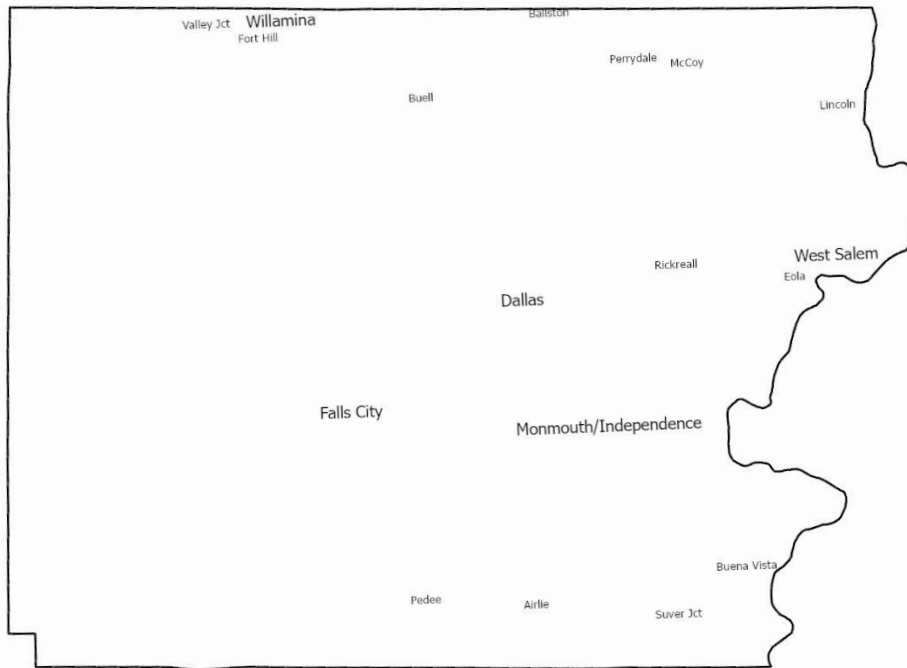 Ballston
Valley Jct
Willamina
Fort Hill
Perrydale
McCoy
Buell
Lincoln
West Salem
Rickreall
Eola
Dallas
Falls City
Monmouth/Independence
Buena Vista
Pedee
Airlie
Suver Jct